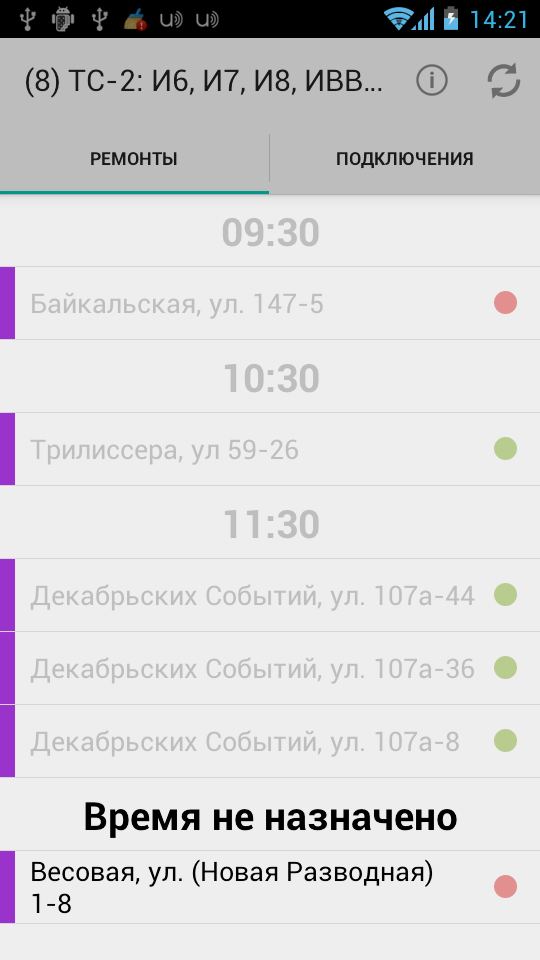 14:21
(8) ТС-2: И6, И7, И8, ИВВ...
РЕМОНТЫ
ПОДКЛЮЧЕНИЯ
09:30
Байкальская, ул. 147-5
10:30
Трилиссера, ул 59-26
11:30
Декабрьских Событий, ул. 107а-44
Декабрьских Событий, ул. 107а-36
Декабрьских Событий, ул. 107а-8
Время не назначено
Весовая, ул. (Новая Разводная)
1-8